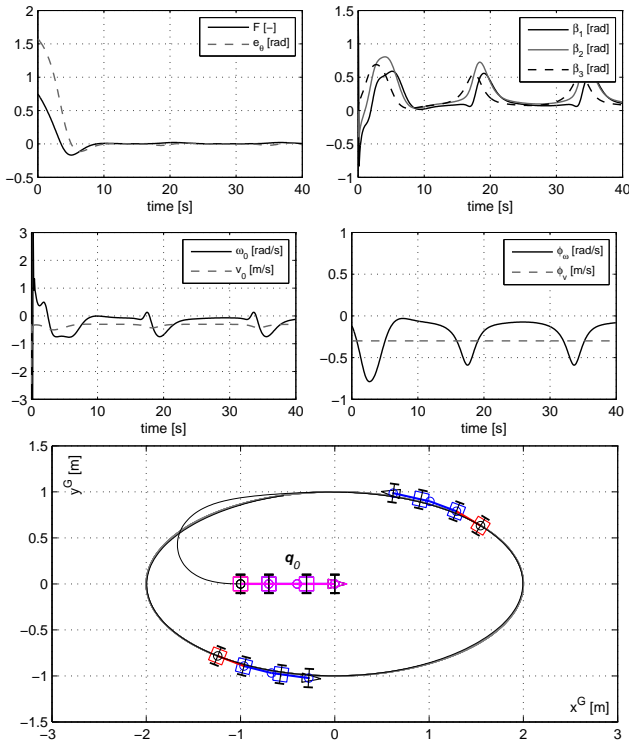 2
1.5
1
0.5
0
−0.5
F [−]
e_θ [rad]
0 10 20 30 40
time [s]
1.5
1
0.5
0
−0.5
−1
β_1 [rad]
β_2 [rad]
β_3 [rad]
0 10 20 30 40
time [s]
3
2
1
0
−1
−2
−3
ω_0 [rad/s]
v_0 [m/s]
0 10 20 30 40
time [s]
1
0.5
0
−0.5
−1
ϕ_ω [rad/s]
ϕ_v [m/s]
0 10 20 30 40
time [s]
1.5
1
0.5
0
−0.5
−1
−1.5
y^G [m]
q_0
x^G [m]
−3 −2 −1 0 1 2 3